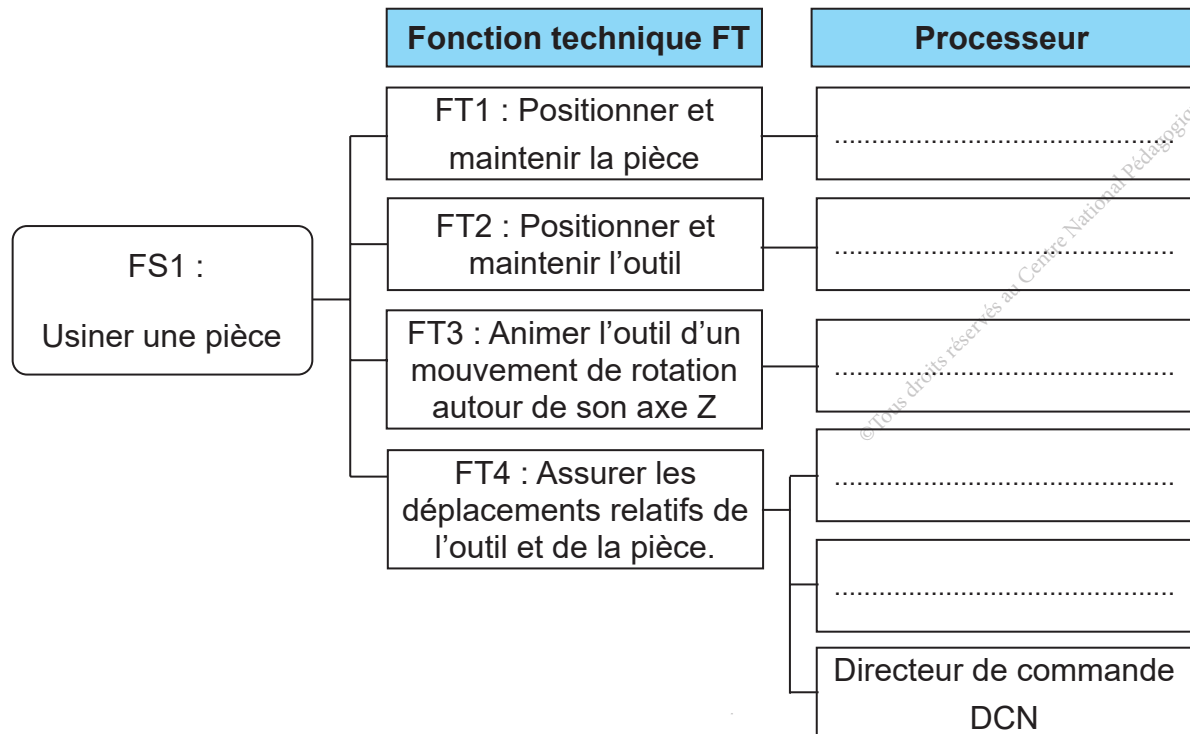 Fonction technique FT
Processeur
FT1 : Positionner et
maintenir la pièce
..............................................
FT2 : Positionner et
maintenir l’outil
..............................................
FS1 :
Usiner une pièce
FT3 : Animer l’outil d’un
mouvement de rotation
autour de son axe Z
..............................................
FT4 : Assurer les
déplacements relatifs de
l’outil et de la pièce.
..............................................
..............................................
Directeur de commande
DCN
©Tous droits réservés au Centre National